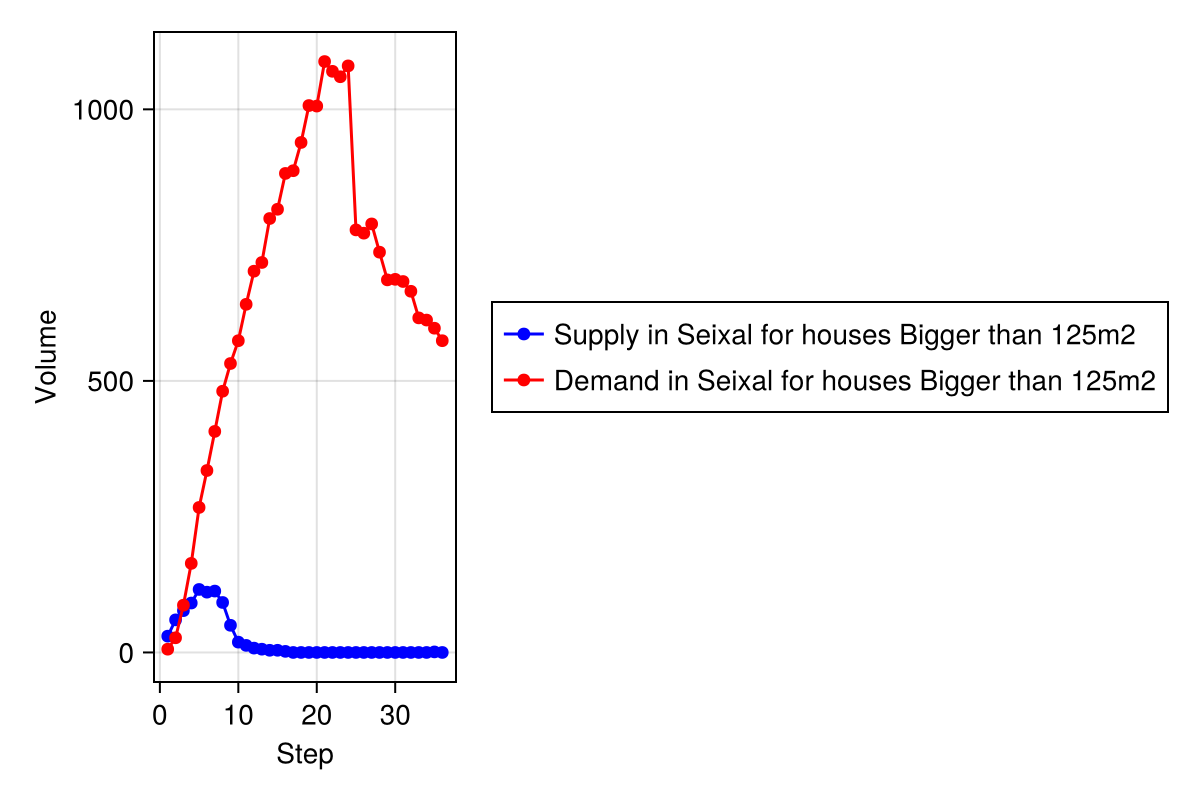 1000
500
0
Volume
0 10 20 30
Step
Supply in Seixal for houses Bigger than 125m2
Demand in Seixal for houses Bigger than 125m2